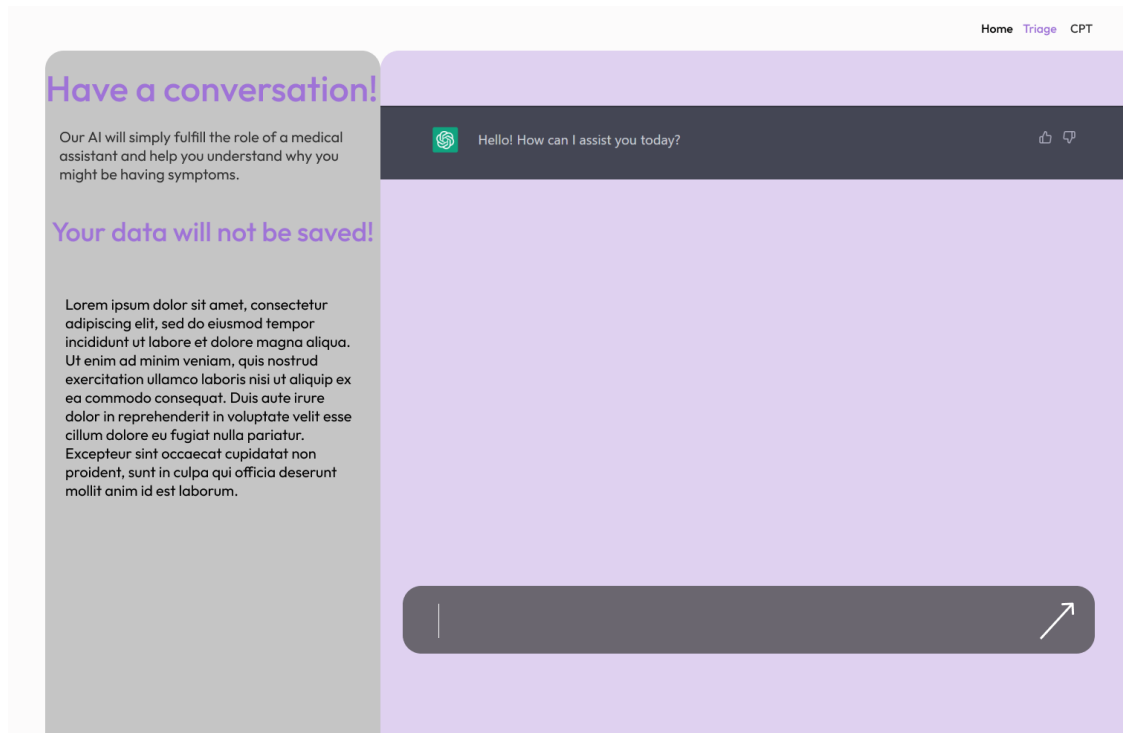 Home Triage CPT
Have a conversation!
Our AI will simply fulfill the role of a medical
assistant and help you understand why you
might be having symptoms.
Your data will not be saved!
Lorem ipsum dolor sit amet, consectetur
adipiscing elit, sed do eiusmod tempor
incididunt ut labore et dolore magna aliqua.
Ut enim ad minim veniam, quis nostrud
exercitation ullamco laboris nisi ut aliquip ex
ea commodo consequat. Duis aute irure
dolor in reprehenderit in voluptate velit esse
cillum dolore eu fugiat nulla pariatur.
Excepteur sint occaecat cupidatat non
proident, sunt in culpa qui officia deserunt
mollit anim id est laborum.
Hello! How can I assist you today?